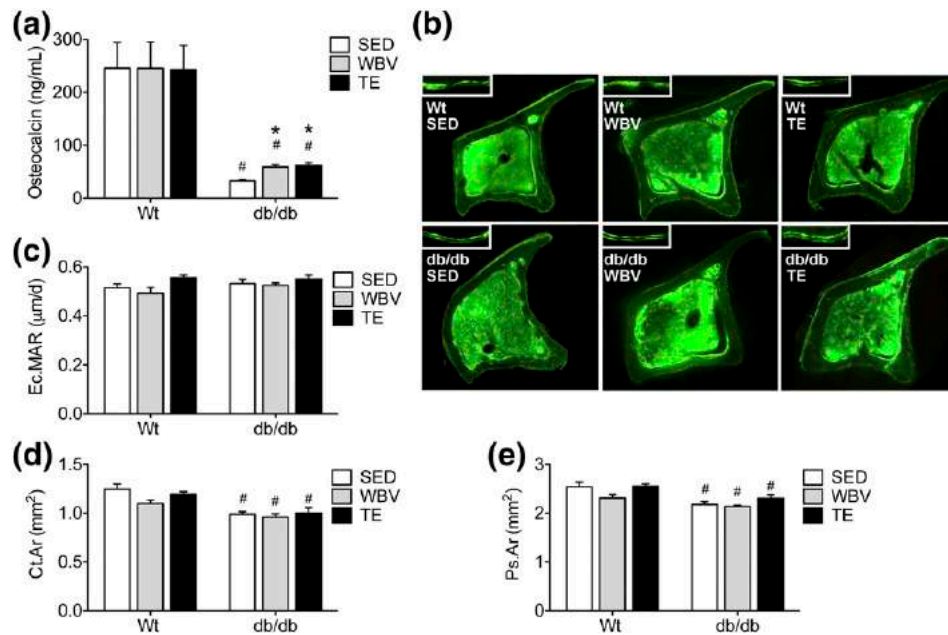 (a)
Osteocalcin (ng/mL)
300
200
100
0
#
*
#
*
#
Wt
db/db
SED
WBV
TE
(b)
Wt
SED
Wt
WBV
Wt
TE
db/db
SED
db/db
WBV
db/db
TE
(c)
Ec.MAR (μm/d)
0.6
0.4
0.2
0.0
Wt
db/db
SED
WBV
TE
(d)
Ct.Ar (mm²)
1.5
1.0
0.5
0.0
# # #
Wt
db/db
SED
WBV
TE
(e)
Ps.Ar (mm²)
3
2
1
0
# # #
Wt
db/db
SED
WBV
TE